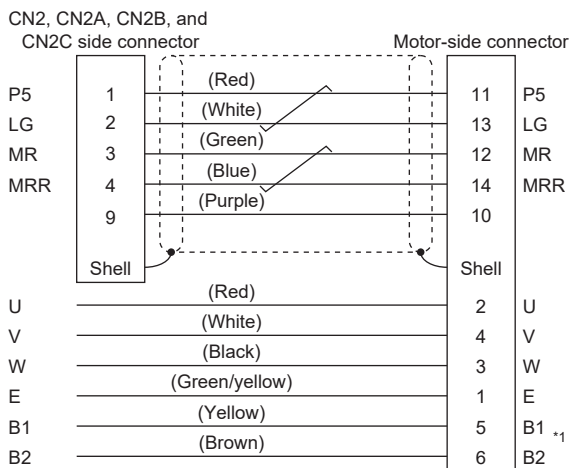 CN2, CN2A, CN2B, and
CN2C side connector
Motor-side connector
P5 1 (Red) 11 P5
LG 2 (White) 13 LG
MR 3 (Green) 12 MR
MRR 4 (Blue) 14 MRR
9 (Purple) 10
Shell Shell
U (Red) 2 U
V (White) 4 V
W (Black) 3 W
E (Green/yellow) 1 E
B1 (Yellow) 5 B1 *1
B2 (Brown) 6 B2